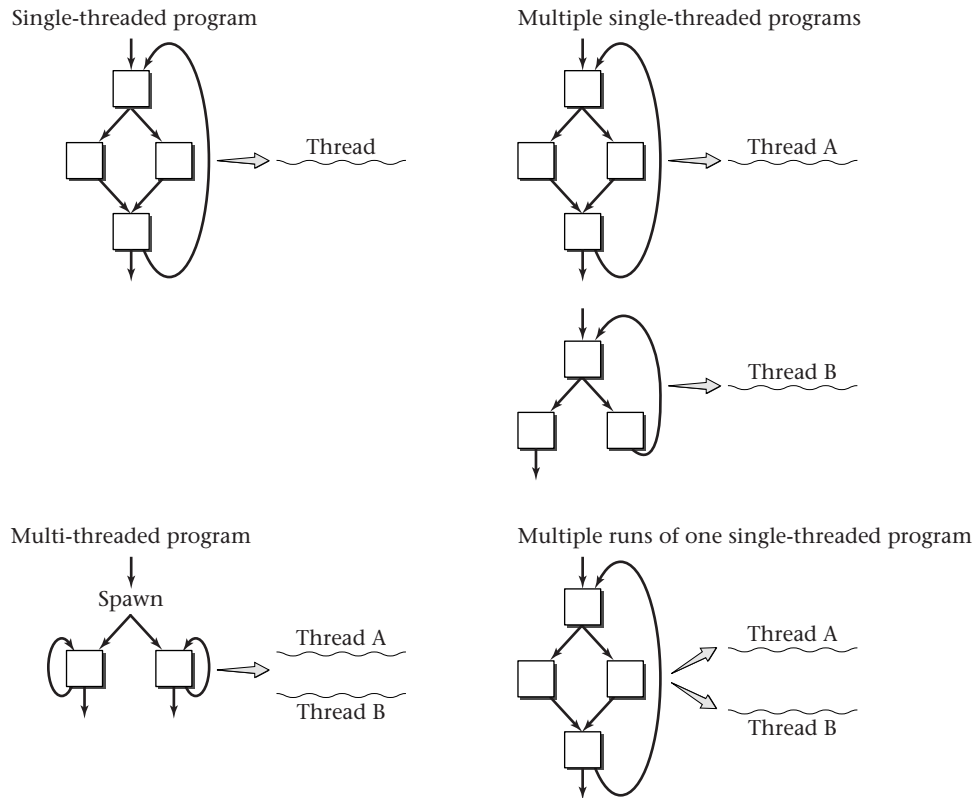 Single-threaded program
Thread
Multiple single-threaded programs
Thread A
Thread B
Multi-threaded program
Spawn
Thread A
Thread B
Multiple runs of one single-threaded program
Thread A
Thread B